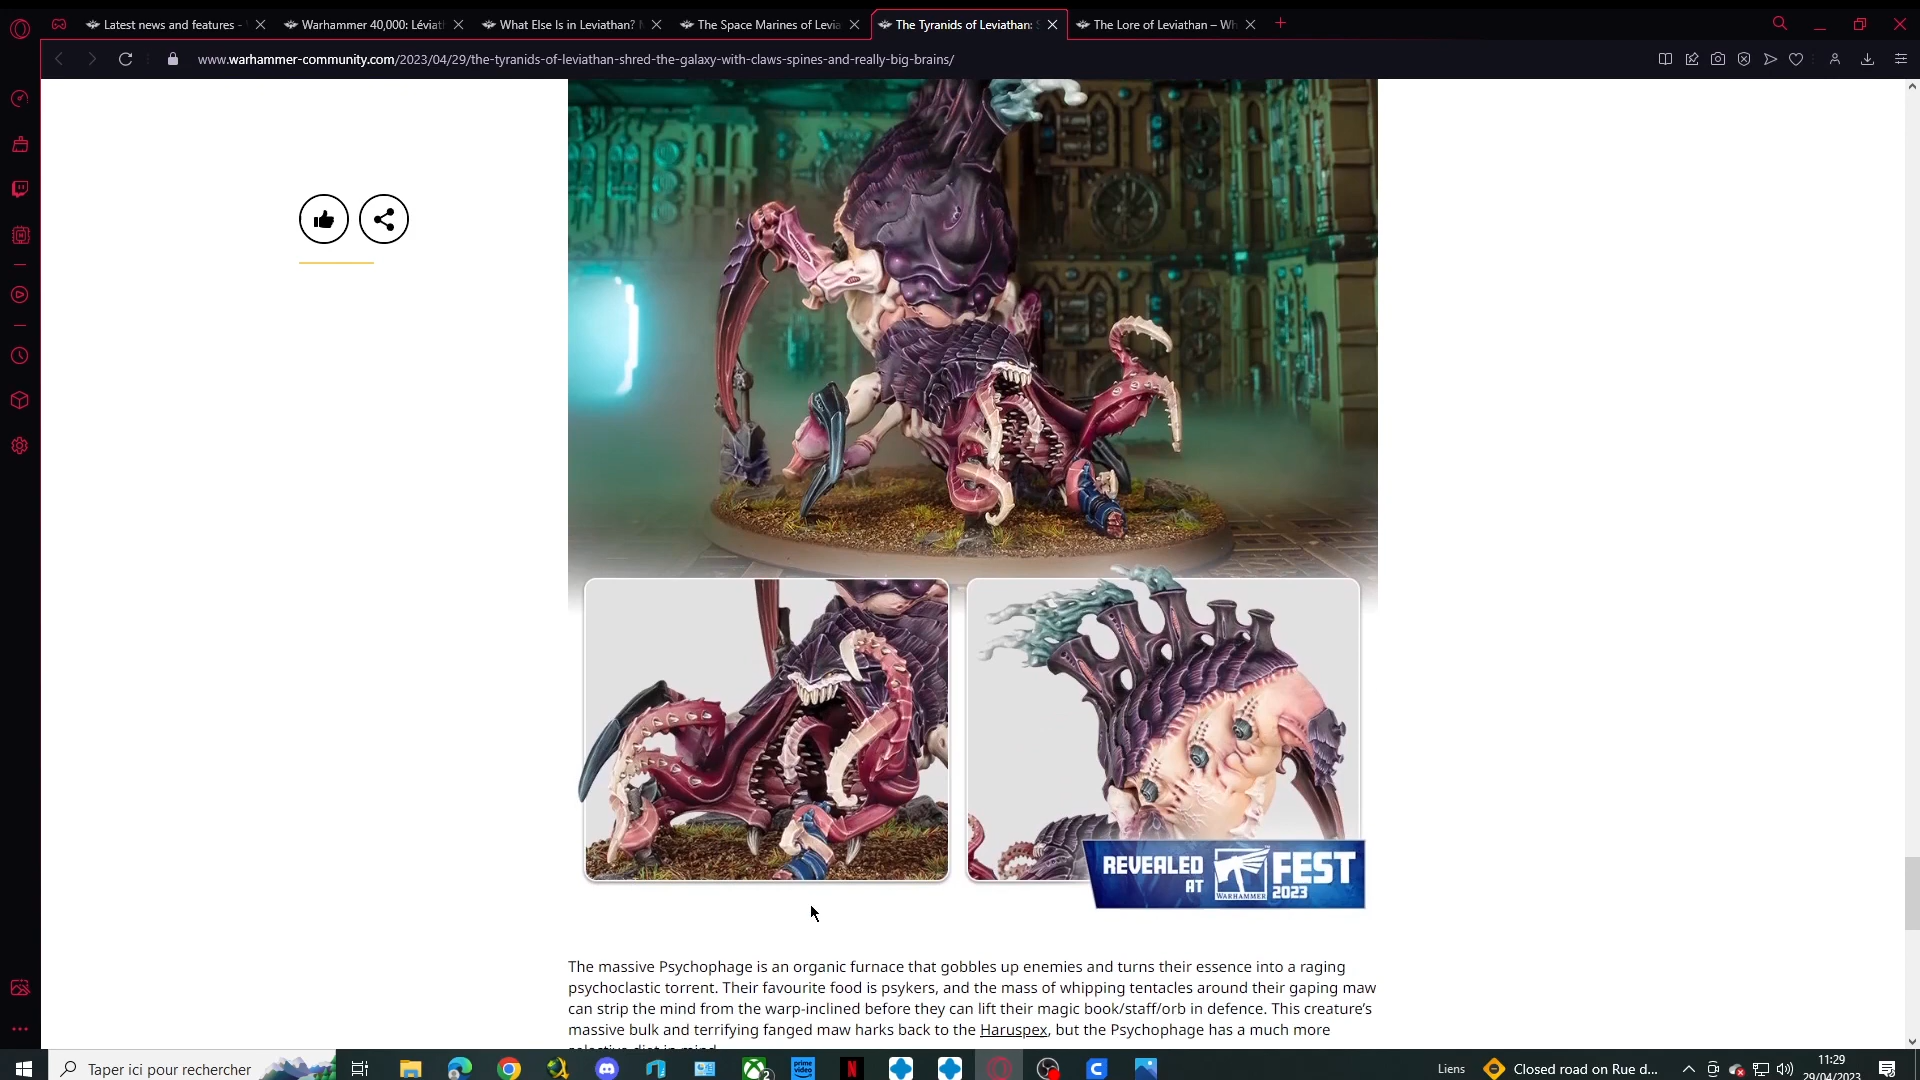 Latest news and features -
Warhammer 40,000: Léviat
What Else Is in Leviathan?
The Space Marines of Levia
The Tyranids of Leviathan:
The Lore of Leviathan – Wh
www.warhammer-community.com/2023/04/29/the-tyranids-of-leviathan-shred-the-galaxy-with-claws-spines-and-really-big-brains/
REVEALED
AT
WARHAMMER
FEST
2023
The massive Psychophage is an organic furnace that gobbles up enemies and turns their essence into a raging
psychoclastic torrent. Their favourite food is psykers, and the mass of whipping tentacles around their gaping maw
can strip the mind from the warp-inclined before they can lift their magic book/staff/orb in defence. This creature's
massive bulk and terrifying fanged maw harks back to the Haruspex, but the Psychophage has a much more
Taper ici pour rechercher
2
prime video
N
Liens
Closed road on Rue d...
11:29
29/04/2023